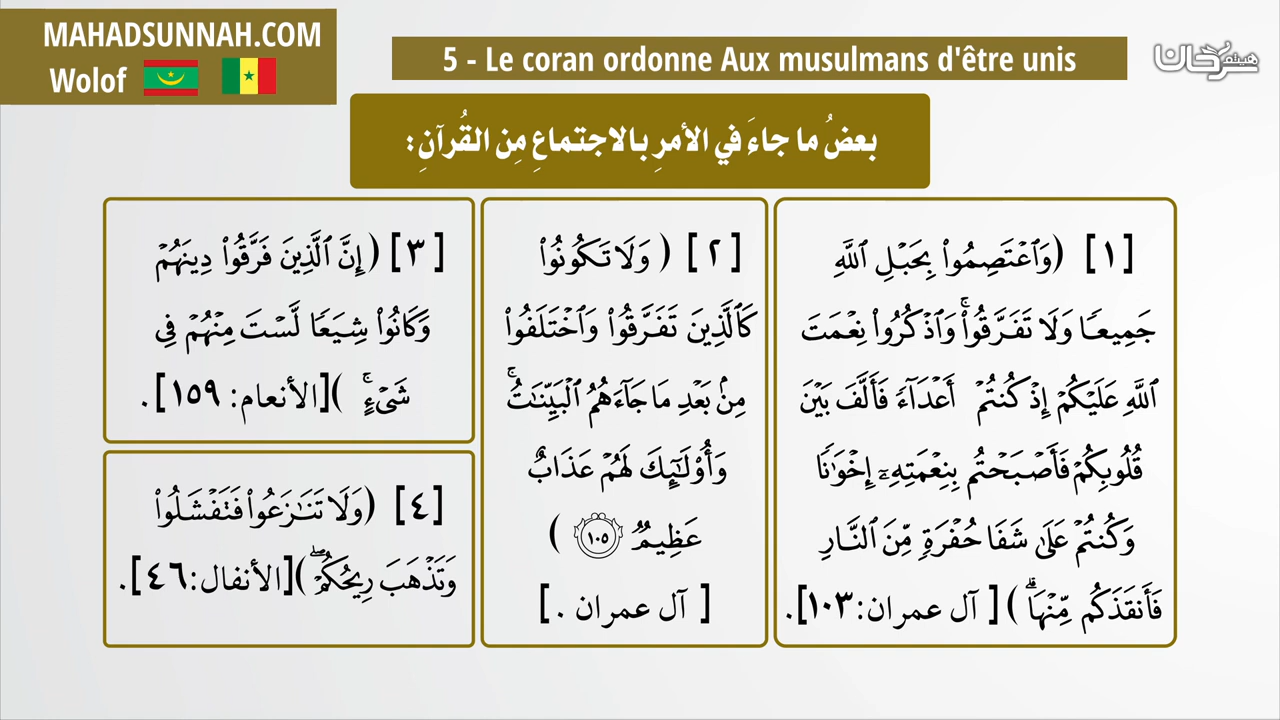 MAHADSUNNAH.COM
Wolof
5 - Le coran ordonne Aux musulmans d'être unis
هيثم سرحان
بعضُ ما جاءَ في الأمرِ بالاجتماعِ مِن القُرآنِ:
[١] (وَٱعْتَصِمُوا۟ بِحَبْلِ ٱللَّهِ
جَمِيعًا وَلَا تَفَرَّقُوا۟ۚ وَٱذْكُرُوا۟ نِعْمَتَ
ٱللَّهِ عَلَيْكُمْ إِذْ كُنتُمْ أَعْدَآءً فَأَلَّفَ بَيْنَ
قُلُوبِكُمْ فَأَصْبَحْتُم بِنِعْمَتِهِۦٓ إِخْوَٰنًا
وَكُنتُمْ عَلَىٰ شَفَا حُفْرَةٍ مِّنَ ٱلنَّارِ
فَأَنقَذَكُم مِّنْهَاۗ) [ آل عمران: ١٠٣].
[٢] ( وَلَا تَكُونُوا۟
كَٱلَّذِينَ تَفَرَّقُوا۟ وَٱخْتَلَفُوا۟
مِنۢ بَعْدِ مَا جَآءَهُمُ ٱلْبَيِّنَٰتُۚ
وَأُو۟لَٰٓئِكَ لَهُمْ عَذَابٌ
عَظِيمٌ ١٠٥ )
[ آل عمران .]
[٣] (إِنَّ ٱلَّذِينَ فَرَّقُوا۟ دِينَهُمْ
وَكَانُوا۟ شِيَعًا لَّسْتَ مِنْهُمْ فِى
شَىْءٍۚ )[الأنعام: ١٥٩].
[٤] (وَلَا تَنَٰزَعُوا۟ فَتَفْشَلُوا۟
وَتَذْهَبَ رِيحُكُمْۖ)[الأنفال:٤٦].